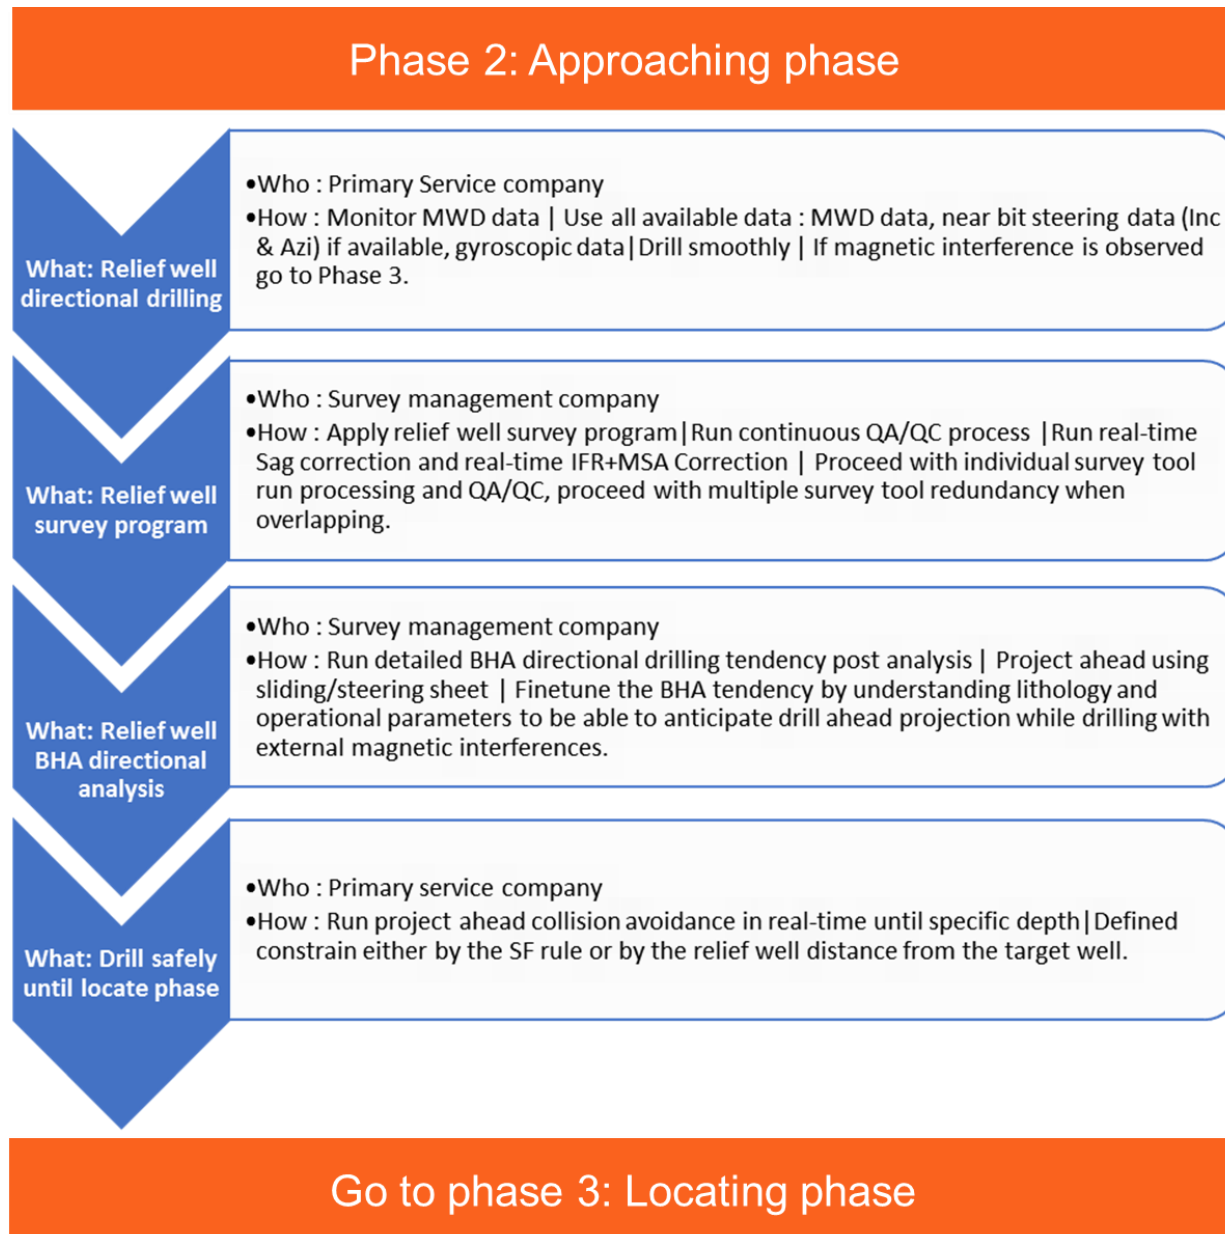 Phase 2: Approaching phase
What: Relief well
directional drilling
•Who : Primary Service company
•How : Monitor MWD data | Use all available data : MWD data, near bit steering data (Inc
& Azi) if available, gyroscopic data|Drill smoothly | If magnetic interference is observed
go to Phase 3.
What: Relief well
survey program
•Who : Survey management company
•How : Apply relief well survey program|Run continuous QA/QC process |Run real-time
Sag correction and real-time IFR+MSA Correction | Proceed with individual survey tool
run processing and QA/QC, proceed with multiple survey tool redundancy when
overlapping.
What: Relief well
BHA directional
analysis
•Who : Survey management company
•How : Run detailed BHA directional drilling tendency post analysis | Project ahead using
sliding/steering sheet | Finetune the BHA tendency by understanding lithology and
operational parameters to be able to anticipate drill ahead projection while drilling with
external magnetic interferences.
What: Drill safely
until locate phase
•Who : Primary service company
•How : Run project ahead collision avoidance in real-time until specific depth|Defined
constrain either by the SF rule or by the relief well distance from the target well.
Go to phase 3: Locating phase